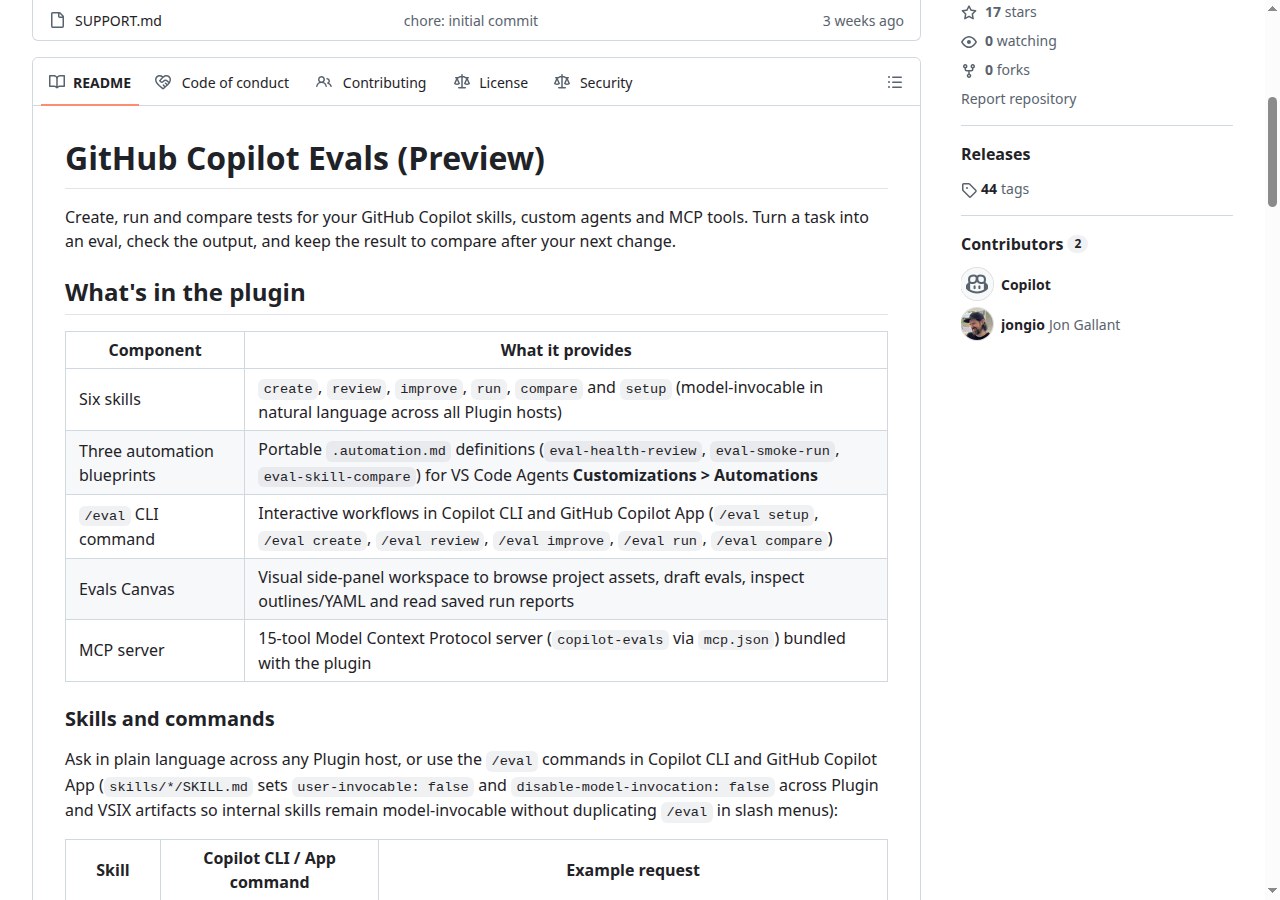 SUPPORT.md chore: initial commit 3 weeks ago
README Code of conduct Contributing License Security
GitHub Copilot Evals (Preview)
Create, run and compare tests for your GitHub Copilot skills, custom agents and MCP tools. Turn a task into
an eval, check the output, and keep the result to compare after your next change.
What's in the plugin
Component What it provides
Six skills
create, review, improve, run, compare and setup (model-invocable in
natural language across all Plugin hosts)
Three automation
blueprints
Portable .automation.md definitions (eval-health-review, eval-smoke-run,
eval-skill-compare) for VS Code Agents Customizations > Automations
/eval CLI
command
Interactive workflows in Copilot CLI and GitHub Copilot App (/eval setup,
/eval create, /eval review, /eval improve, /eval run, /eval compare)
Evals Canvas
Visual side-panel workspace to browse project assets, draft evals, inspect
outlines/YAML and read saved run reports
MCP server
15-tool Model Context Protocol server (copilot-evals via mcp.json) bundled
with the plugin
Skills and commands
Ask in plain language across any Plugin host, or use the /eval commands in Copilot CLI and GitHub Copilot
App (skills/*/SKILL.md sets user-invocable: false and disable-model-invocation: false across Plugin
and VSIX artifacts so internal skills remain model-invocable without duplicating /eval in slash menus):
Skill
Copilot CLI / App
command
Example request
17 stars
0 watching
0 forks
Report repository
Releases
44 tags
Contributors 2
Copilot
jongio Jon Gallant